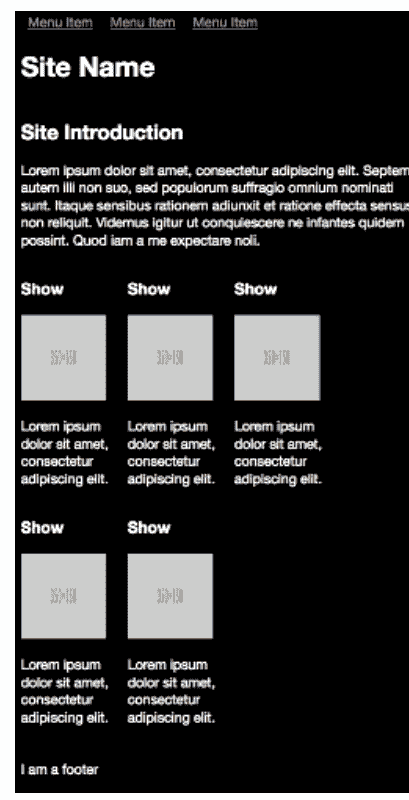 Menu Item Menu Item Menu Item
Site Name
Site Introduction
Lorem ipsum dolor sit amet, consectetur adipiscing elit. Septem
autem illi non suo, sed populorum suffragio omnium nominati
sunt. Itaque sensibus rationem adiunxit et ratione effecta sensus
non reliquit. Videmus igitur ut conquiescere ne infantes quidem
possint. Quod iam a me expectare noli.
Show Show Show
Lorem ipsum Lorem ipsum Lorem ipsum
dolor sit amet, dolor sit amet, dolor sit amet,
consectetur consectetur consectetur
adipiscing elit. adipiscing elit. adipiscing elit.
Show Show
Lorem ipsum Lorem ipsum
dolor sit amet, dolor sit amet,
consectetur consectetur
adipiscing elit. adipiscing elit.
I am a footer